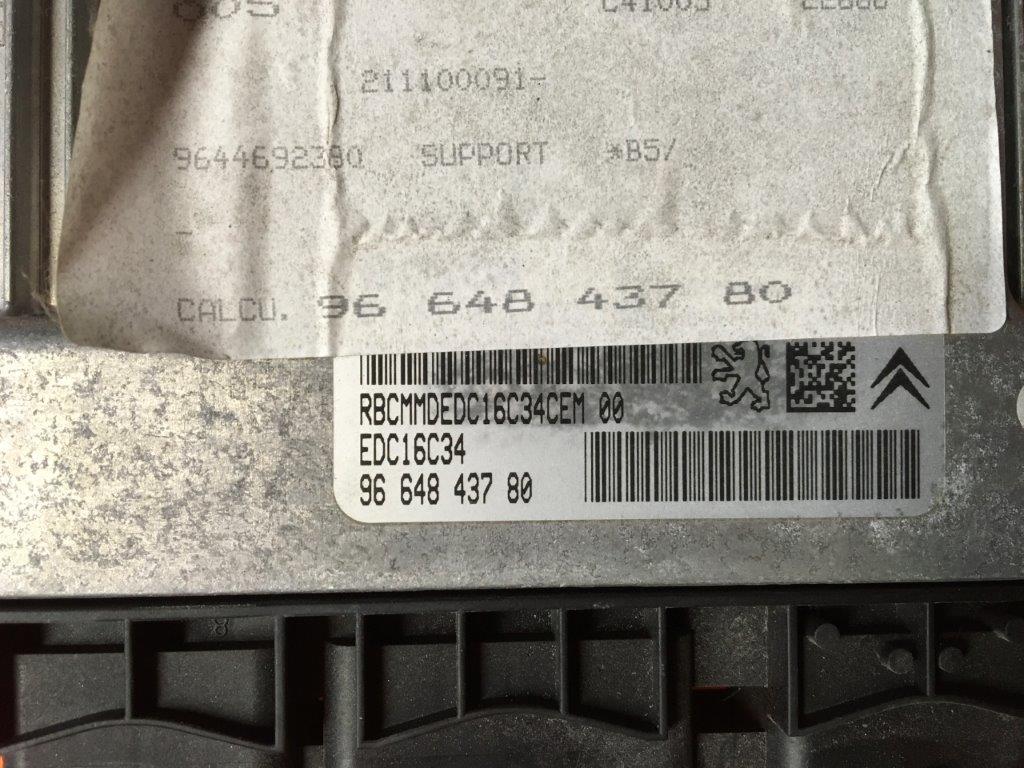 211100091-
9644692380 SUPPORT *B5/
-
CALCU. 96 648 437 80
RBCMMDEDC16C34CEM 00
EDC16C34
96 648 437 80